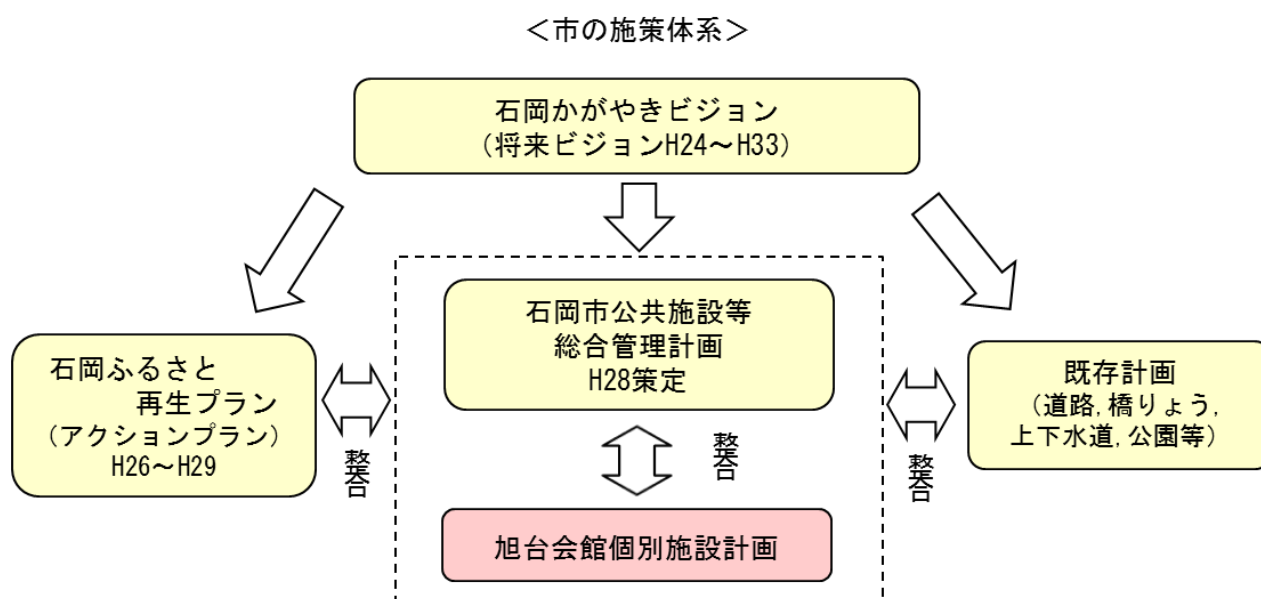 ＜市の施策体系＞
石岡かがやきビジョン
（将来ビジョンH24～H33）
石岡市公共施設等
総合管理計画
H28策定
石岡ふるさと
再生プラン
（アクションプラン）
H26～H29
整合
整合
整合
既存計画
（道路,橋りょう,
上下水道,公園等）
旭台会館個別施設計画